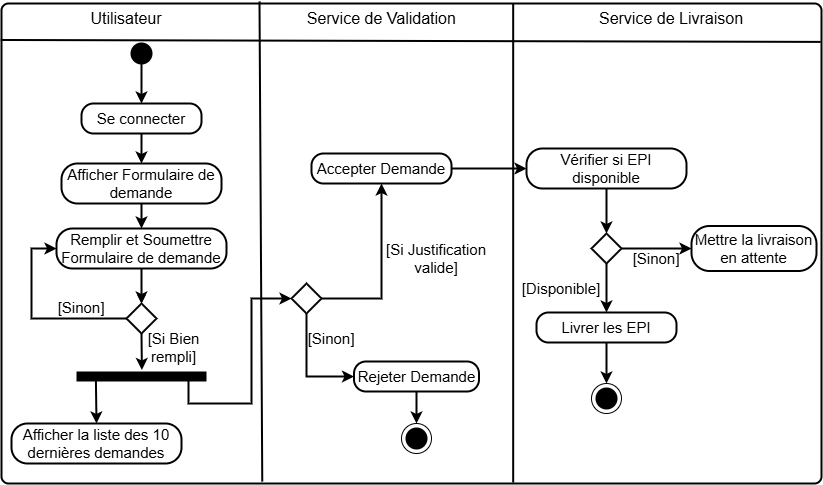 Utilisateur
Service de Validation
Service de Livraison
Se connecter
Afficher Formulaire de
demande
Remplir et Soumettre
Formulaire de demande
[Sinon]
[Si Bien
rempli]
Afficher la liste des 10
dernières demandes
Accepter Demande
[Si Justification
valide]
[Sinon]
Rejeter Demande
Vérifier si EPI
disponible
[Sinon]
Mettre la livraison
en attente
[Disponible]
Livrer les EPI